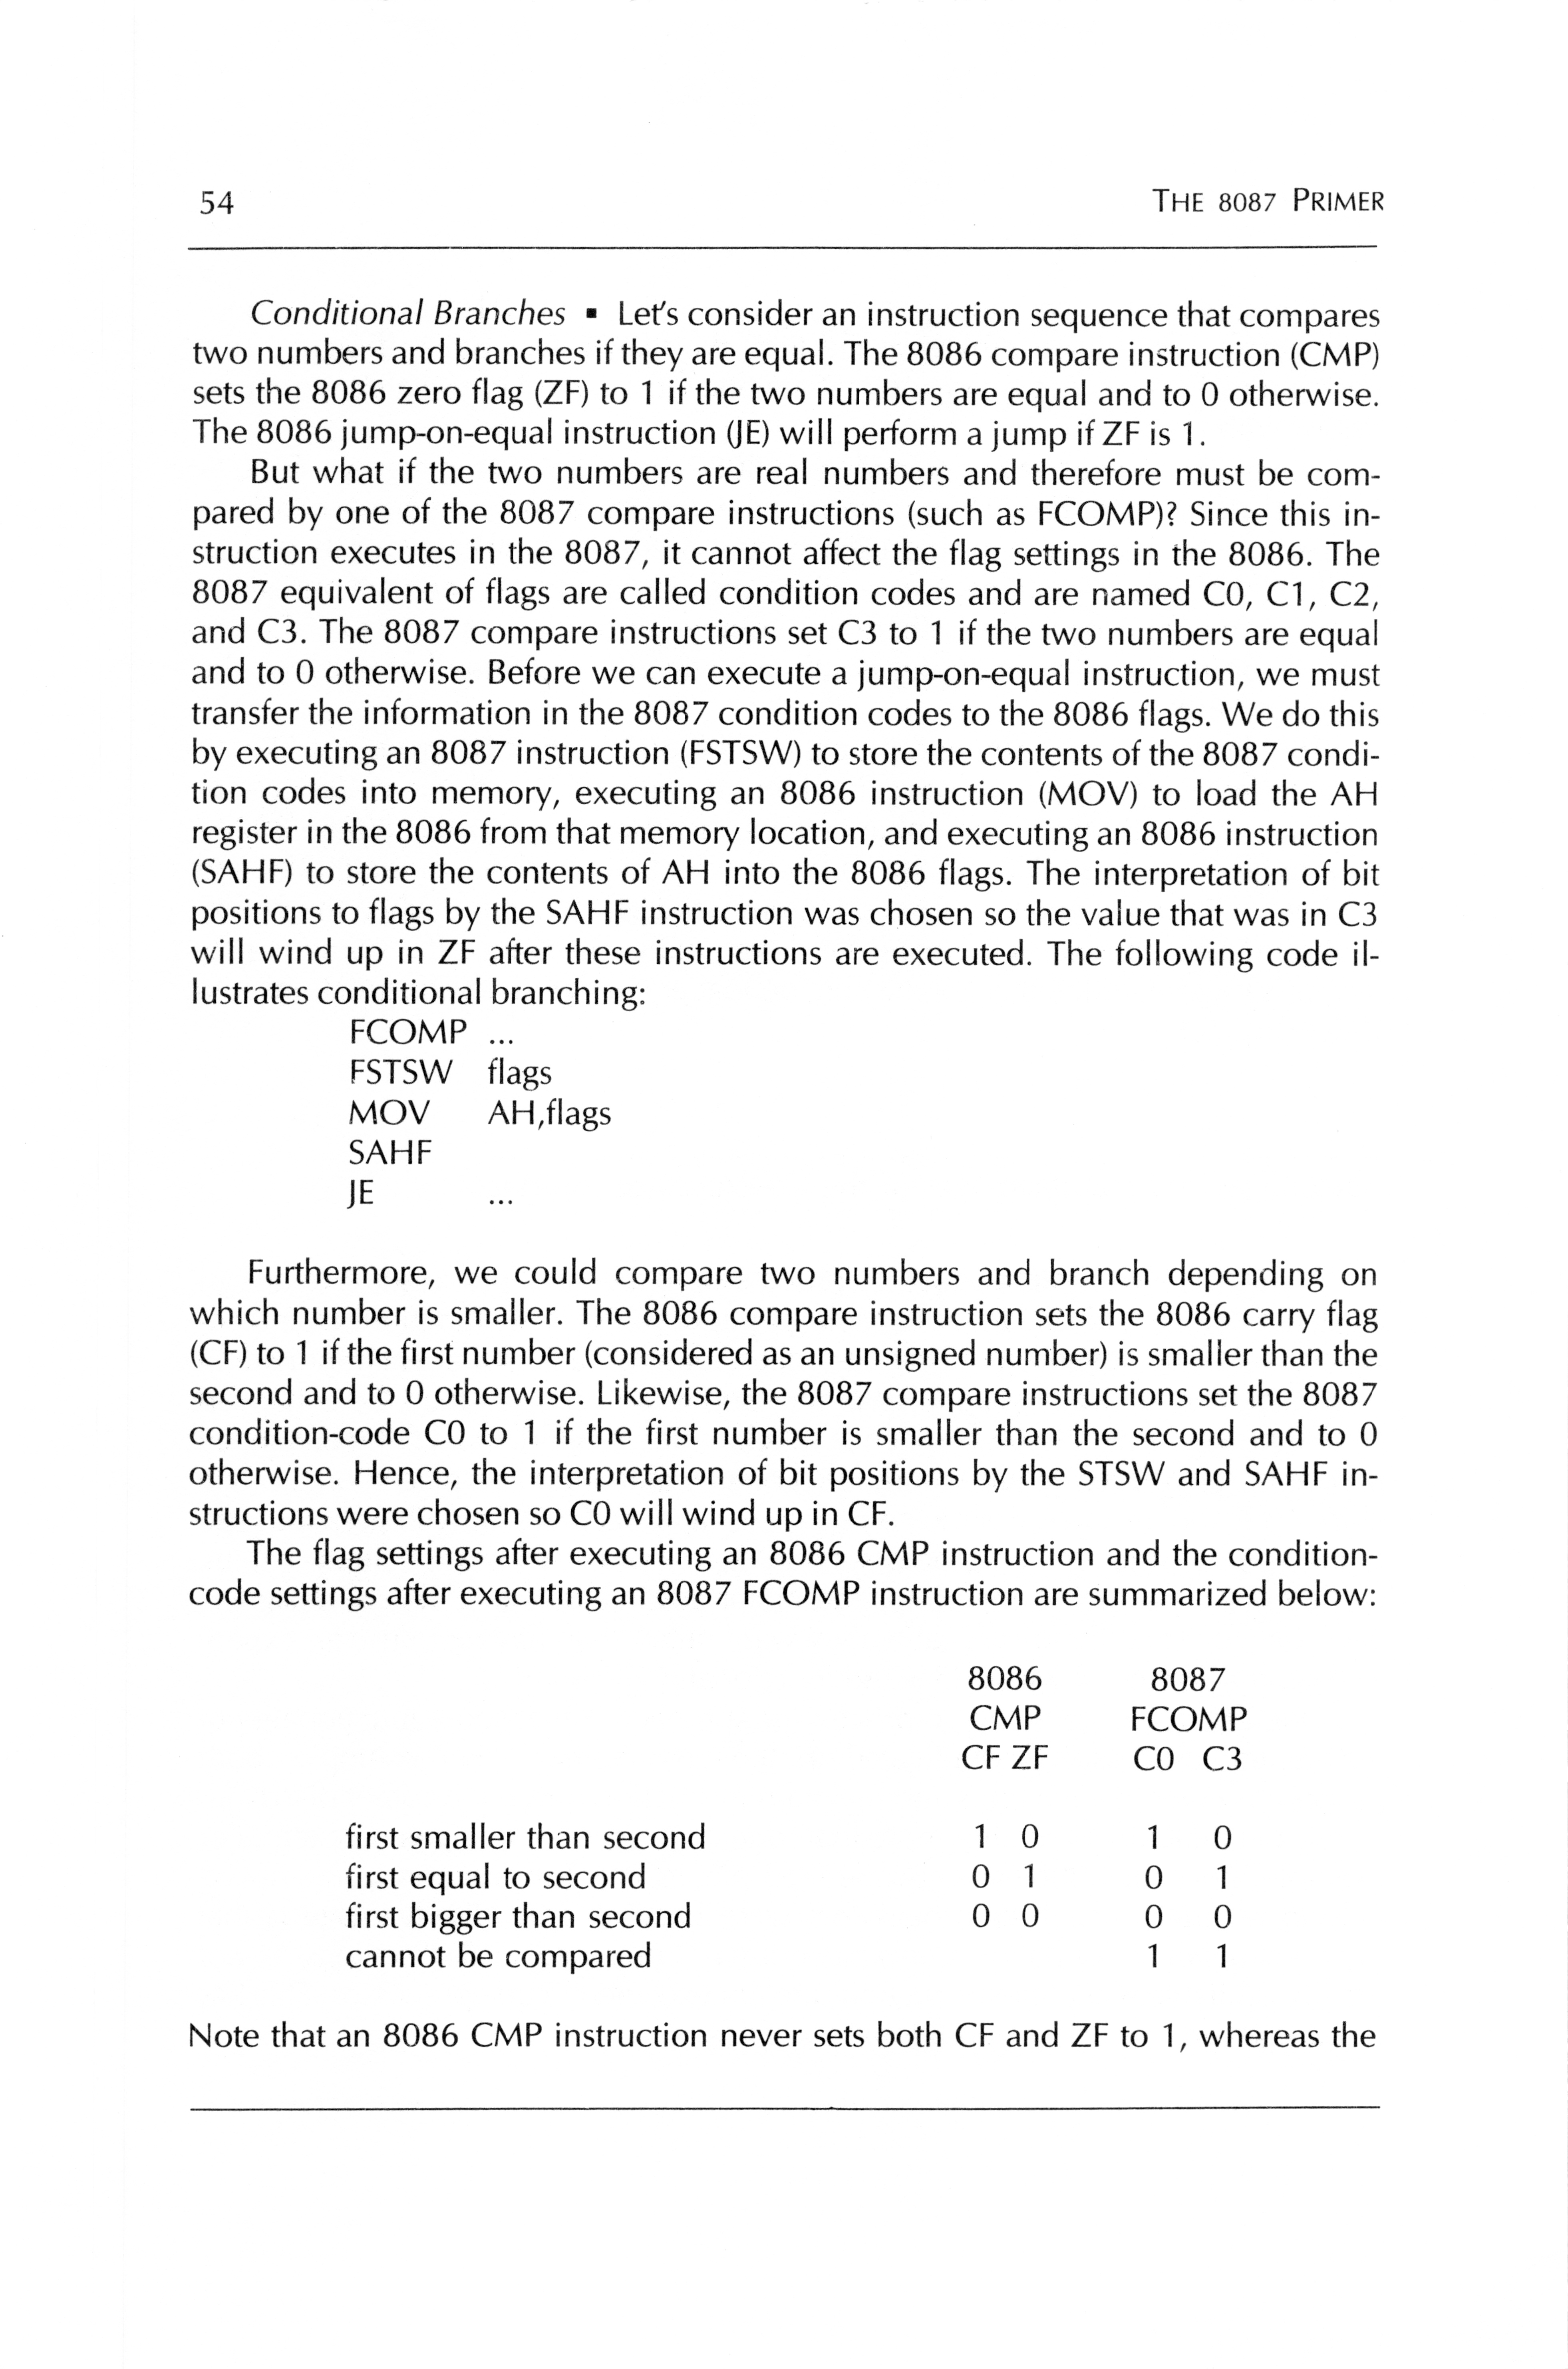 54 THE 8087 PRIMER
Conditional Branches ▪ Let's consider an instruction sequence that compares
two numbers and branches if they are equal. The 8086 compare instruction (CMP)
sets the 8086 zero flag (ZF) to 1 if the two numbers are equal and to 0 otherwise.
The 8086 jump-on-equal instruction (JE) will perform a jump if ZF is 1.
But what if the two numbers are real numbers and therefore must be com-
pared by one of the 8087 compare instructions (such as FCOMP)? Since this in-
struction executes in the 8087, it cannot affect the flag settings in the 8086. The
8087 equivalent of flags are called condition codes and are named C0, C1, C2,
and C3. The 8087 compare instructions set C3 to 1 if the two numbers are equal
and to 0 otherwise. Before we can execute a jump-on-equal instruction, we must
transfer the information in the 8087 condition codes to the 8086 flags. We do this
by executing an 8087 instruction (FSTSW) to store the contents of the 8087 condi-
tion codes into memory, executing an 8086 instruction (MOV) to load the AH
register in the 8086 from that memory location, and executing an 8086 instruction
(SAHF) to store the contents of AH into the 8086 flags. The interpretation of bit
positions to flags by the SAHF instruction was chosen so the value that was in C3
will wind up in ZF after these instructions are executed. The following code il-
lustrates conditional branching:
FCOMP ...
FSTSW flags
MOV AH,flags
SAHF
JE ...
Furthermore, we could compare two numbers and branch depending on
which number is smaller. The 8086 compare instruction sets the 8086 carry flag
(CF) to 1 if the first number (considered as an unsigned number) is smaller than the
second and to 0 otherwise. Likewise, the 8087 compare instructions set the 8087
condition-code C0 to 1 if the first number is smaller than the second and to 0
otherwise. Hence, the interpretation of bit positions by the STSW and SAHF in-
structions were chosen so C0 will wind up in CF.
The flag settings after executing an 8086 CMP instruction and the condition-
code settings after executing an 8087 FCOMP instruction are summarized below:
8086 8087
CMP FCOMP
CF ZF C0 C3
first smaller than second 1 0 1 0
first equal to second 0 1 0 1
first bigger than second 0 0 0 0
cannot be compared 1 1
Note that an 8086 CMP instruction never sets both CF and ZF to 1, whereas the